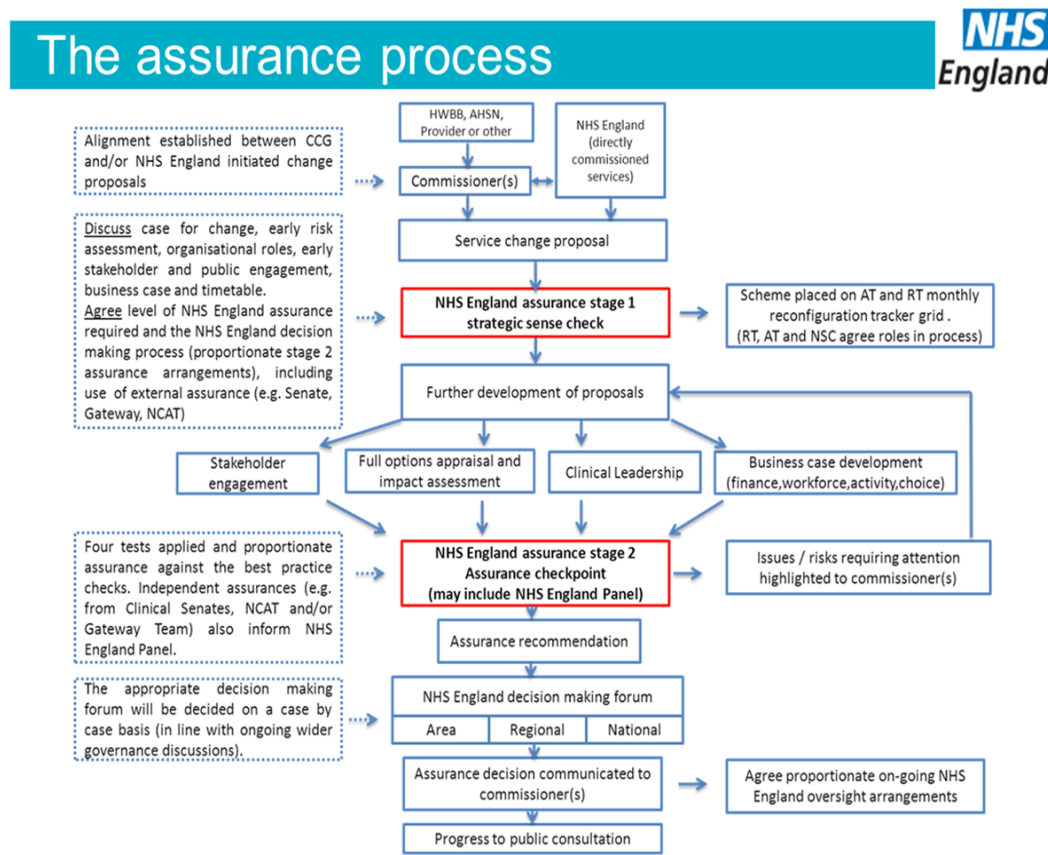 The assurance process
NHS
England
HWBB, AHSN,
Provider or other
NHS England
(directly
commissioned
services)
Alignment established between CCG
and/or NHS England initiated change
proposals
Commissioner(s)
Service change proposal
Discuss case for change, early risk
assessment, organisational roles, early
stakeholder and public engagement,
business case and timetable.
Agree level of NHS England assurance
required and the NHS England decision
making process (proportionate stage 2
assurance arrangements), including
use of external assurance (e.g. Senate,
Gateway, NCAT)
NHS England assurance stage 1
strategic sense check
Scheme placed on AT and RT monthly
reconfiguration tracker grid .
(RT, AT and NSC agree roles in process)
Further development of proposals
Stakeholder
engagement
Full options appraisal and
impact assessment
Clinical Leadership
Business case development
(finance,workforce,activity,choice)
Four tests applied and proportionate
assurance against the best practice
checks. Independent assurances (e.g.
from Clinical Senates, NCAT and/or
Gateway Team) also inform NHS
England Panel.
NHS England assurance stage 2
Assurance checkpoint
(may include NHS England Panel)
Issues / risks requiring attention
highlighted to commissioner(s)
Assurance recommendation
The appropriate decision making
forum will be decided on a case by
case basis (in line with ongoing wider
governance discussions).
NHS England decision making forum
Area Regional National
Assurance decision communicated to
commissioner(s)
Agree proportionate on-going NHS
England oversight arrangements
Progress to public consultation